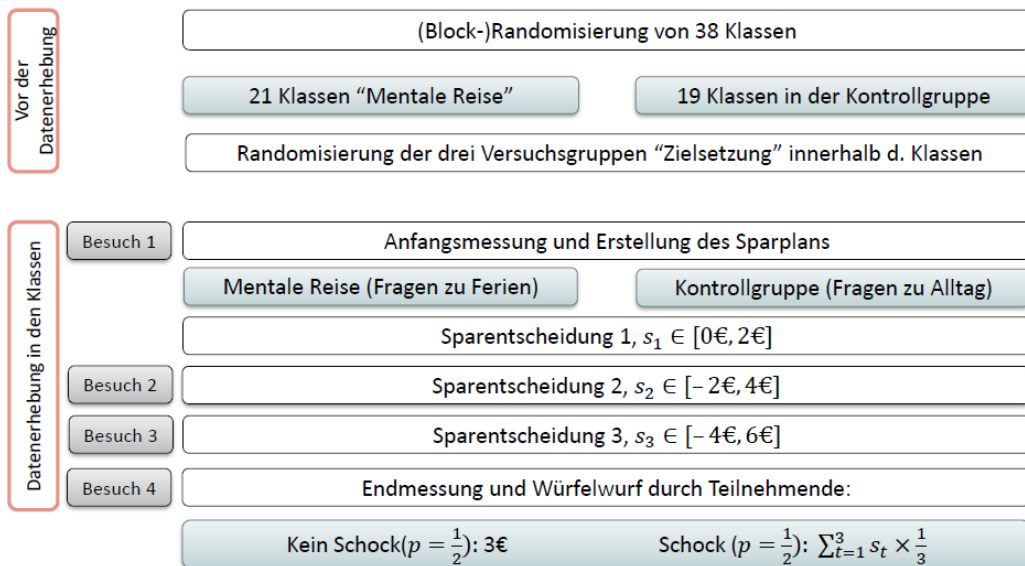 Vor der
Datenerhebung
(Block-)Randomisierung von 38 Klassen
21 Klassen “Mentale Reise”
19 Klassen in der Kontrollgruppe
Randomisierung der drei Versuchsgruppen “Zielsetzung” innerhalb d. Klassen
Datenerhebung in den Klassen
Besuch 1
Anfangsmessung und Erstellung des Sparplans
Mentale Reise (Fragen zu Ferien)
Kontrollgruppe (Fragen zu Alltag)
Sparentscheidung 1, s₁ ∈ [0€, 2€]
Besuch 2
Sparentscheidung 2, s₂ ∈ [− 2€, 4€]
Besuch 3
Sparentscheidung 3, s₃ ∈ [− 4€, 6€]
Besuch 4
Endmessung und Würfelwurf durch Teilnehmende:
Kein Schock(p = 1/2): 3€
Schock (p = 1/2): ∑³ₜ₌₁ sₜ × 1/3